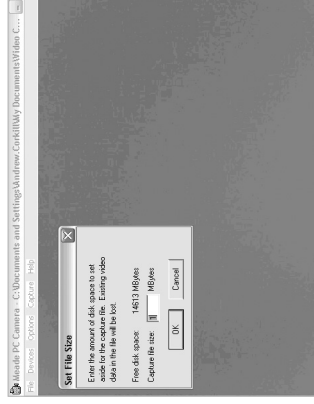 Meade PC Camera - C:\Documents and Settings\Andrew.Corkill\My Documents\Video C...
File Devices Options Capture Help
Set File Size
Enter the amount of disk space to set
aside for the capture file. Existing video
data in the file will be lost.
Free disk space: 14613 MBytes
Capture file size: 1 MBytes
OK Cancel